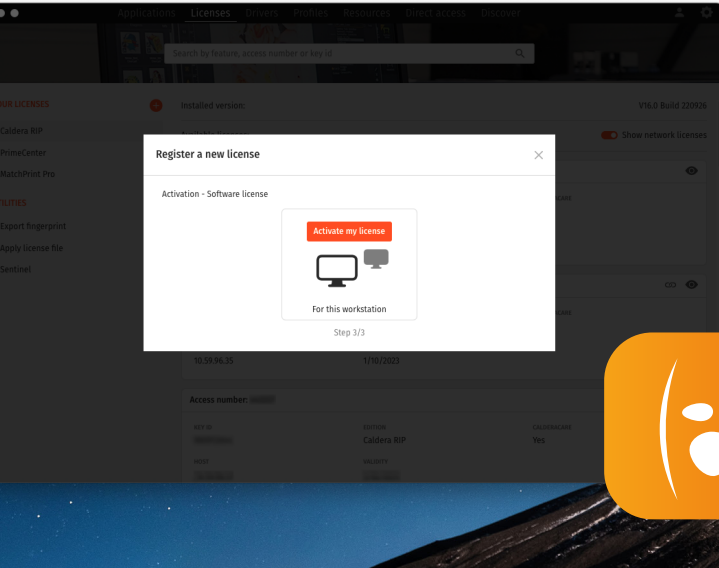 Applications Licenses Drivers Profiles Resources Direct access Discover
Search by feature, access number or key id
OUR LICENSES
Installed version:
V16.0 Build 220926
Caldera RIP
Show network licenses
PrimeCenter
MatchPrint Pro
Register a new license
Activation - Software license
Activate my license
For this workstation
Step 3/3
Export fingerprint
Apply license file
Sentinel
10.59.96.35
1/10/2023
Access number:
KEY ID
EDITION
CALDERACARE
Caldera RIP
Yes
HOST
VALIDITY